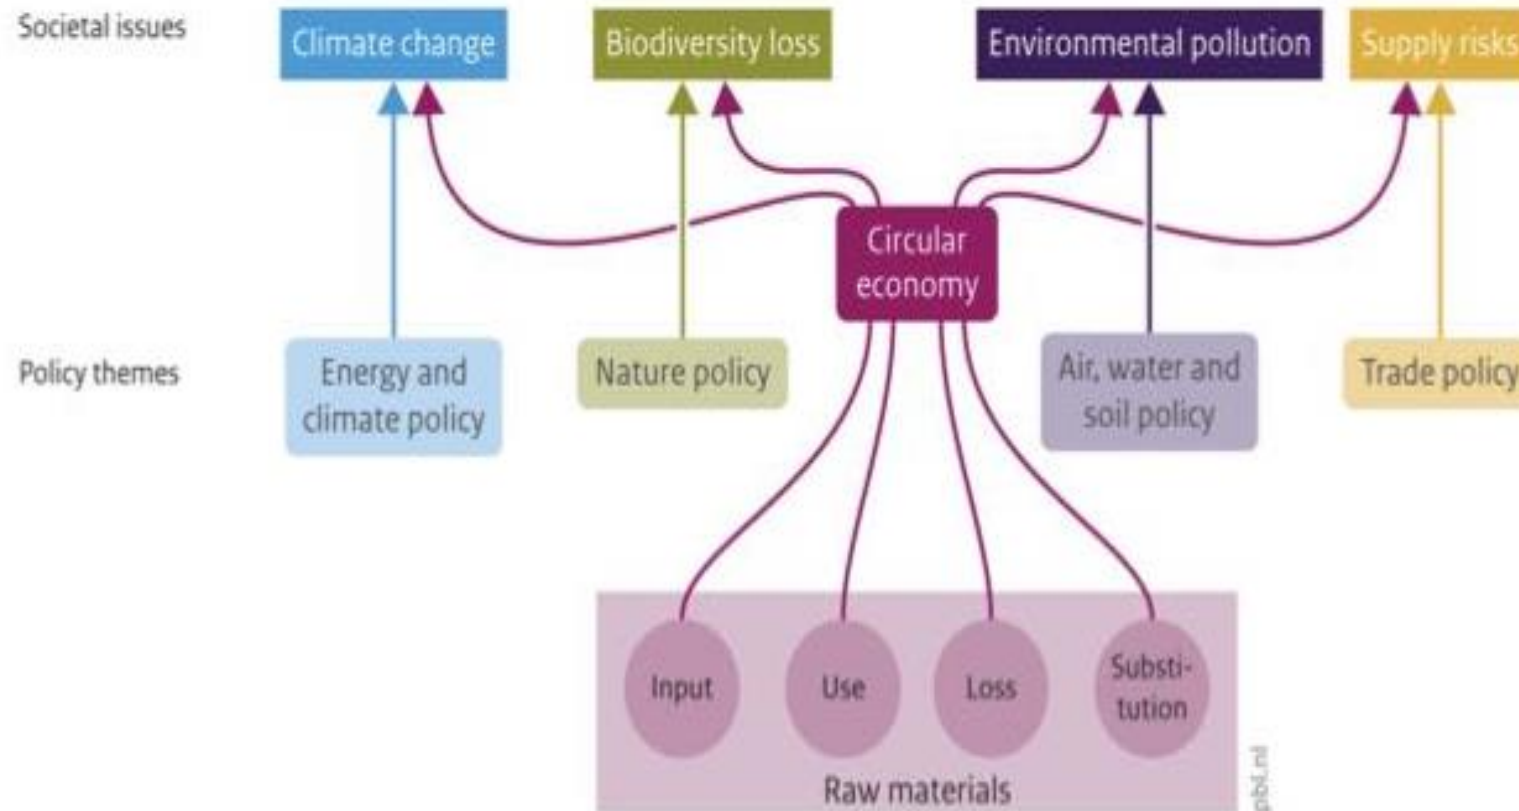 Societal issues
Climate change
Biodiversity loss
Environmental pollution
Supply risks
Circular
economy
Policy themes
Energy and
climate policy
Nature policy
Air, water and
soil policy
Trade policy
Input
Use
Loss
Substi-
tution
Raw materials
pbl.nl